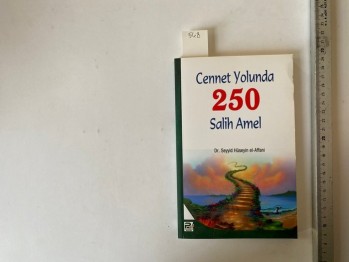 Cennet Yolunda
250
Salih Amel
Dr. Seyyid Hüseyin el-Affani